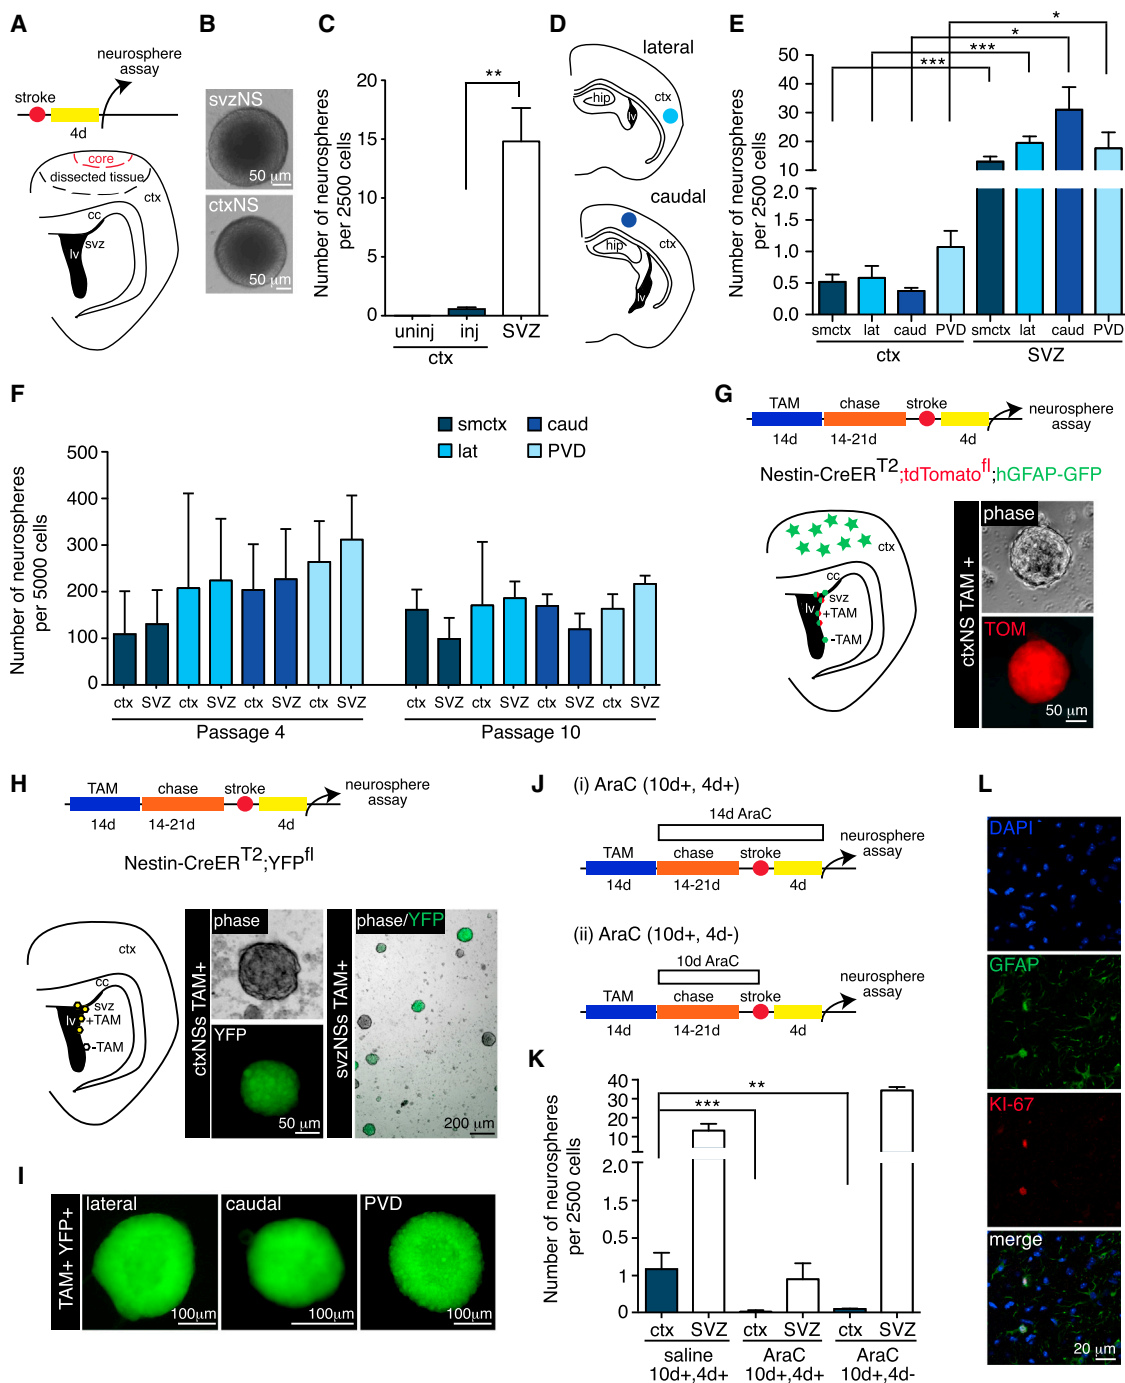 A
neurosphere
assay
stroke
4d
core
dissected tissue
ctx
cc
svz
lv
B
svzNS
50 µm
ctxNS
50 µm
C
Number of neurospheres
per 2500 cells
20
15
10
5
0
**
uninj
inj
SVZ
ctx
D
lateral
hip
ctx
lv
caudal
hip
ctx
lv
E
Number of neurospheres
per 2500 cells
50
40
30
20
10
2.0
1.5
1.0
0.5
0.0
*
*
***
***
smctx
lat
caud
PVD
smctx
lat
caud
PVD
ctx
SVZ
F
smctx
caud
lat
PVD
Number of neurospheres
per 5000 cells
500
400
300
200
100
0
ctx SVZ ctx SVZ ctx SVZ ctx SVZ
ctx SVZ ctx SVZ ctx SVZ ctx SVZ
Passage 4
Passage 10
G
TAM
chase
stroke
neurosphere
assay
14d
14-21d
4d
Nestin-CreER^T2;tdTomato^fl;hGFAP-GFP
ctx
cc
svz
lv
+TAM
-TAM
ctxNS TAM +
phase
TOM
50 µm
H
TAM
chase
stroke
neurosphere
assay
14d
14-21d
4d
Nestin-CreER^T2;YFP^fl
ctx
cc
svz
lv
+TAM
-TAM
ctxNSs TAM+
phase
YFP
50 µm
svzNSs TAM+
phase/YFP
200 µm
I
TAM+ YFP+
lateral
100µm
caudal
100µm
PVD
100µm
J
(i) AraC (10d+, 4d+)
14d AraC
TAM
chase
stroke
neurosphere
assay
14d
14-21d
4d
(ii) AraC (10d+, 4d-)
10d AraC
TAM
chase
stroke
neurosphere
assay
14d
14-21d
4d
K
Number of neurospheres
per 2500 cells
40
30
20
10
2.0
0.5
1
0
**
***
ctx
SVZ
ctx
SVZ
ctx
SVZ
saline
10d+,4d+
AraC
10d+,4d+
AraC
10d+,4d-
L
DAPI
GFAP
KI-67
merge
20 µm